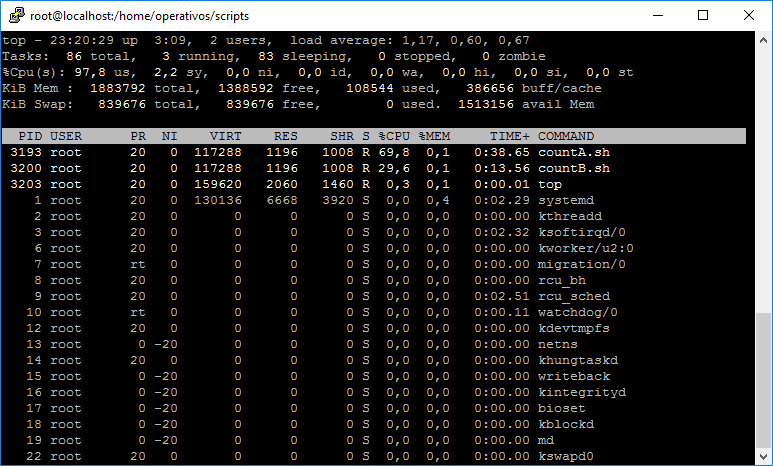 root@localhost:/home/operativos/scripts
top - 23:20:29 up  3:09,  2 users,  load average: 1,17, 0,60, 0,67
Tasks:  86 total,   3 running,  83 sleeping,   0 stopped,   0 zombie
%Cpu(s): 97,8 us,  2,2 sy,  0,0 ni,  0,0 id,  0,0 wa,  0,0 hi,  0,0 si,  0,0 st
KiB Mem :  1883792 total,  1388592 free,   108544 used,   386656 buff/cache
KiB Swap:   839676 total,   839676 free,        0 used.  1513156 avail Mem
PID USER      PR  NI    VIRT    RES    SHR S %CPU %MEM     TIME+ COMMAND
3193 root      20   0  117288   1196   1008 R 69,8  0,1   0:38.65 countA.sh
3200 root      20   0  117288   1196   1008 R 29,6  0,1   0:13.56 countB.sh
3203 root      20   0  159620   2060   1460 R  0,3  0,1   0:00.01 top
1 root      20   0  130136   6668   3920 S  0,0  0,4   0:02.29 systemd
2 root      20   0       0      0      0 S  0,0  0,0   0:00.00 kthreadd
3 root      20   0       0      0      0 S  0,0  0,0   0:02.32 ksoftirqd/0
6 root      20   0       0      0      0 S  0,0  0,0   0:00.00 kworker/u2:0
7 root      rt   0       0      0      0 S  0,0  0,0   0:00.00 migration/0
8 root      20   0       0      0      0 S  0,0  0,0   0:00.00 rcu_bh
9 root      20   0       0      0      0 S  0,0  0,0   0:02.51 rcu_sched
10 root      rt   0       0      0      0 S  0,0  0,0   0:00.11 watchdog/0
12 root      20   0       0      0      0 S  0,0  0,0   0:00.00 kdevtmpfs
13 root       0 -20       0      0      0 S  0,0  0,0   0:00.00 netns
14 root      20   0       0      0      0 S  0,0  0,0   0:00.00 khungtaskd
15 root       0 -20       0      0      0 S  0,0  0,0   0:00.00 writeback
16 root       0 -20       0      0      0 S  0,0  0,0   0:00.00 kintegrityd
17 root       0 -20       0      0      0 S  0,0  0,0   0:00.00 bioset
18 root       0 -20       0      0      0 S  0,0  0,0   0:00.00 kblockd
19 root       0 -20       0      0      0 S  0,0  0,0   0:00.00 md
22 root      20   0       0      0      0 S  0,0  0,0   0:00.00 kswapd0